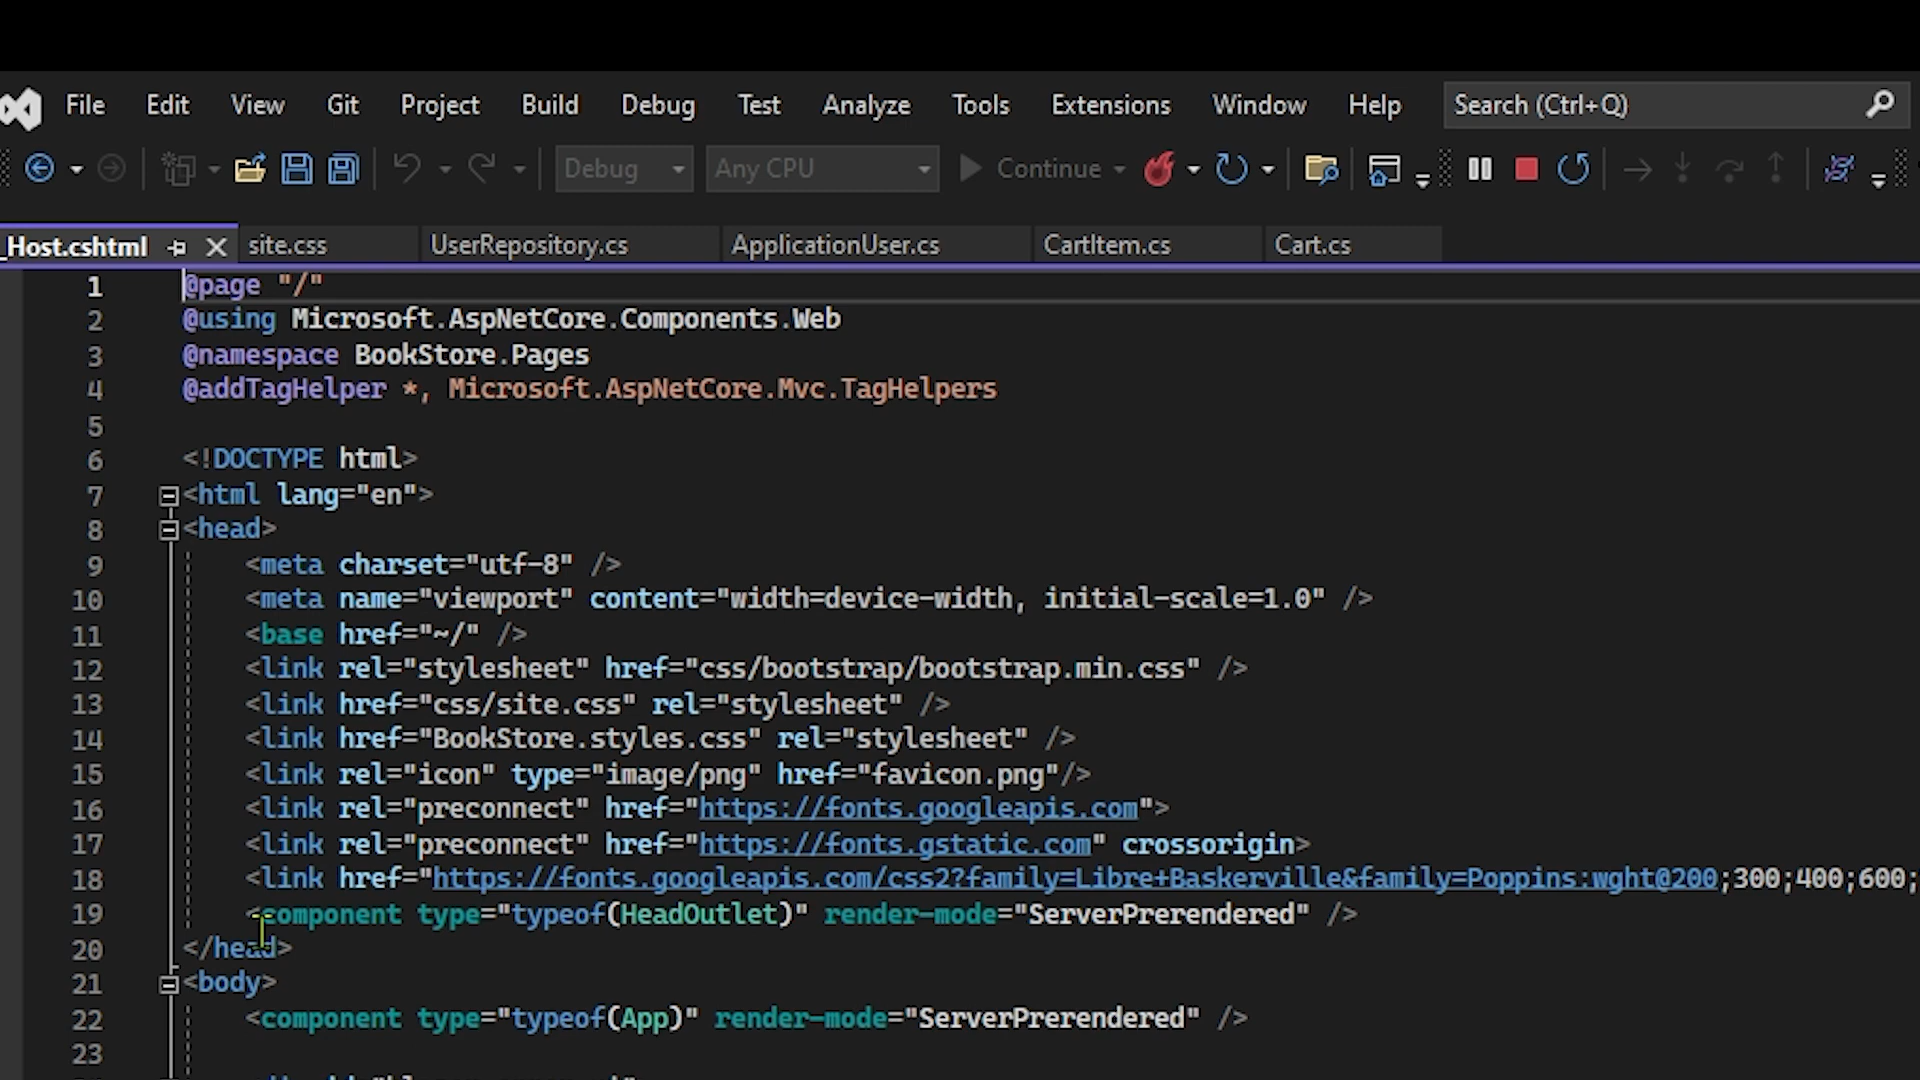 File Edit View Git Project Build Debug Test Analyze Tools Extensions Window Help Search (Ctrl+Q)
Debug Any CPU Continue
_Host.cshtml site.css UserRepository.cs ApplicationUser.cs CartItem.cs Cart.cs
1 @page "/"
2 @using Microsoft.AspNetCore.Components.Web
3 @namespace BookStore.Pages
4 @addTagHelper *, Microsoft.AspNetCore.Mvc.TagHelpers
5
6 <!DOCTYPE html>
7 <html lang="en">
8 <head>
9 <meta charset="utf-8" />
10 <meta name="viewport" content="width=device-width, initial-scale=1.0" />
11 <base href="~/" />
12 <link rel="stylesheet" href="css/bootstrap/bootstrap.min.css" />
13 <link href="css/site.css" rel="stylesheet" />
14 <link href="BookStore.styles.css" rel="stylesheet" />
15 <link rel="icon" type="image/png" href="favicon.png"/>
16 <link rel="preconnect" href="https://fonts.googleapis.com">
17 <link rel="preconnect" href="https://fonts.gstatic.com" crossorigin>
18 <link href="https://fonts.googleapis.com/css2?family=Libre+Baskerville&family=Poppins:wght@200;300;400;600;
19 <component type="typeof(HeadOutlet)" render-mode="ServerPrerendered" />
20 </head>
21 <body>
22 <component type="typeof(App)" render-mode="ServerPrerendered" />
23